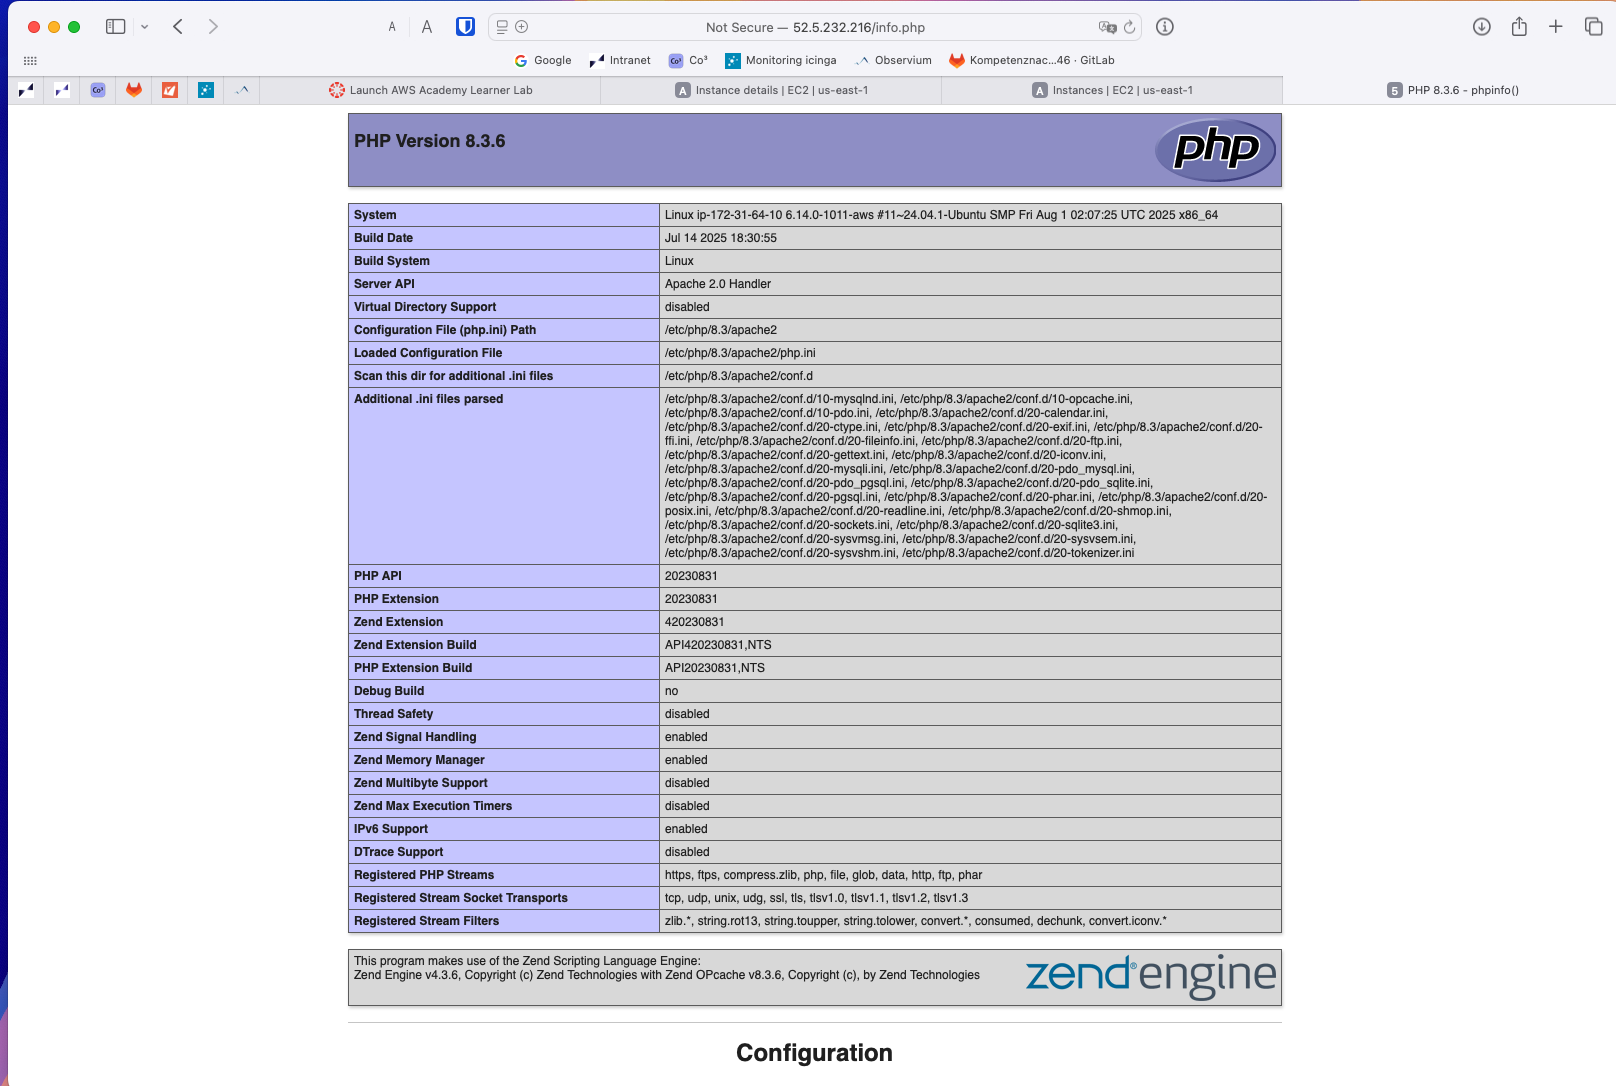 A A Not Secure — 52.5.232.216/info.php
Google Intranet Co³ Co³ Monitoring icinga Observium Kompetenznac...46 · GitLab
Co³ Launch AWS Academy Learner Lab A Instance details | EC2 | us-east-1 A Instances | EC2 | us-east-1 5 PHP 8.3.6 - phpinfo()
PHP Version 8.3.6 php
System Linux ip-172-31-64-10 6.14.0-1011-aws #11~24.04.1-Ubuntu SMP Fri Aug 1 02:07:25 UTC 2025 x86_64
Build Date Jul 14 2025 18:30:55
Build System Linux
Server API Apache 2.0 Handler
Virtual Directory Support disabled
Configuration File (php.ini) Path /etc/php/8.3/apache2
Loaded Configuration File /etc/php/8.3/apache2/php.ini
Scan this dir for additional .ini files /etc/php/8.3/apache2/conf.d
Additional .ini files parsed /etc/php/8.3/apache2/conf.d/10-mysqlnd.ini, /etc/php/8.3/apache2/conf.d/10-opcache.ini,
/etc/php/8.3/apache2/conf.d/10-pdo.ini, /etc/php/8.3/apache2/conf.d/20-calendar.ini,
/etc/php/8.3/apache2/conf.d/20-ctype.ini, /etc/php/8.3/apache2/conf.d/20-exif.ini, /etc/php/8.3/apache2/conf.d/20-
ffi.ini, /etc/php/8.3/apache2/conf.d/20-fileinfo.ini, /etc/php/8.3/apache2/conf.d/20-ftp.ini,
/etc/php/8.3/apache2/conf.d/20-gettext.ini, /etc/php/8.3/apache2/conf.d/20-iconv.ini,
/etc/php/8.3/apache2/conf.d/20-mysqli.ini, /etc/php/8.3/apache2/conf.d/20-pdo_mysql.ini,
/etc/php/8.3/apache2/conf.d/20-pdo_pgsql.ini, /etc/php/8.3/apache2/conf.d/20-pdo_sqlite.ini,
/etc/php/8.3/apache2/conf.d/20-pgsql.ini, /etc/php/8.3/apache2/conf.d/20-phar.ini, /etc/php/8.3/apache2/conf.d/20-
posix.ini, /etc/php/8.3/apache2/conf.d/20-readline.ini, /etc/php/8.3/apache2/conf.d/20-shmop.ini,
/etc/php/8.3/apache2/conf.d/20-sockets.ini, /etc/php/8.3/apache2/conf.d/20-sqlite3.ini,
/etc/php/8.3/apache2/conf.d/20-sysvmsg.ini, /etc/php/8.3/apache2/conf.d/20-sysvsem.ini,
/etc/php/8.3/apache2/conf.d/20-sysvshm.ini, /etc/php/8.3/apache2/conf.d/20-tokenizer.ini
PHP API 20230831
PHP Extension 20230831
Zend Extension 420230831
Zend Extension Build API420230831,NTS
PHP Extension Build API20230831,NTS
Debug Build no
Thread Safety disabled
Zend Signal Handling enabled
Zend Memory Manager enabled
Zend Multibyte Support disabled
Zend Max Execution Timers disabled
IPv6 Support enabled
DTrace Support disabled
Registered PHP Streams https, ftps, compress.zlib, php, file, glob, data, http, ftp, phar
Registered Stream Socket Transports tcp, udp, unix, udg, ssl, tls, tlsv1.0, tlsv1.1, tlsv1.2, tlsv1.3
Registered Stream Filters zlib.*, string.rot13, string.toupper, string.tolower, convert.*, consumed, dechunk, convert.iconv.*
This program makes use of the Zend Scripting Language Engine:
Zend Engine v4.3.6, Copyright (c) Zend Technologies with Zend OPcache v8.3.6, Copyright (c), by Zend Technologies
zend®engine
Configuration